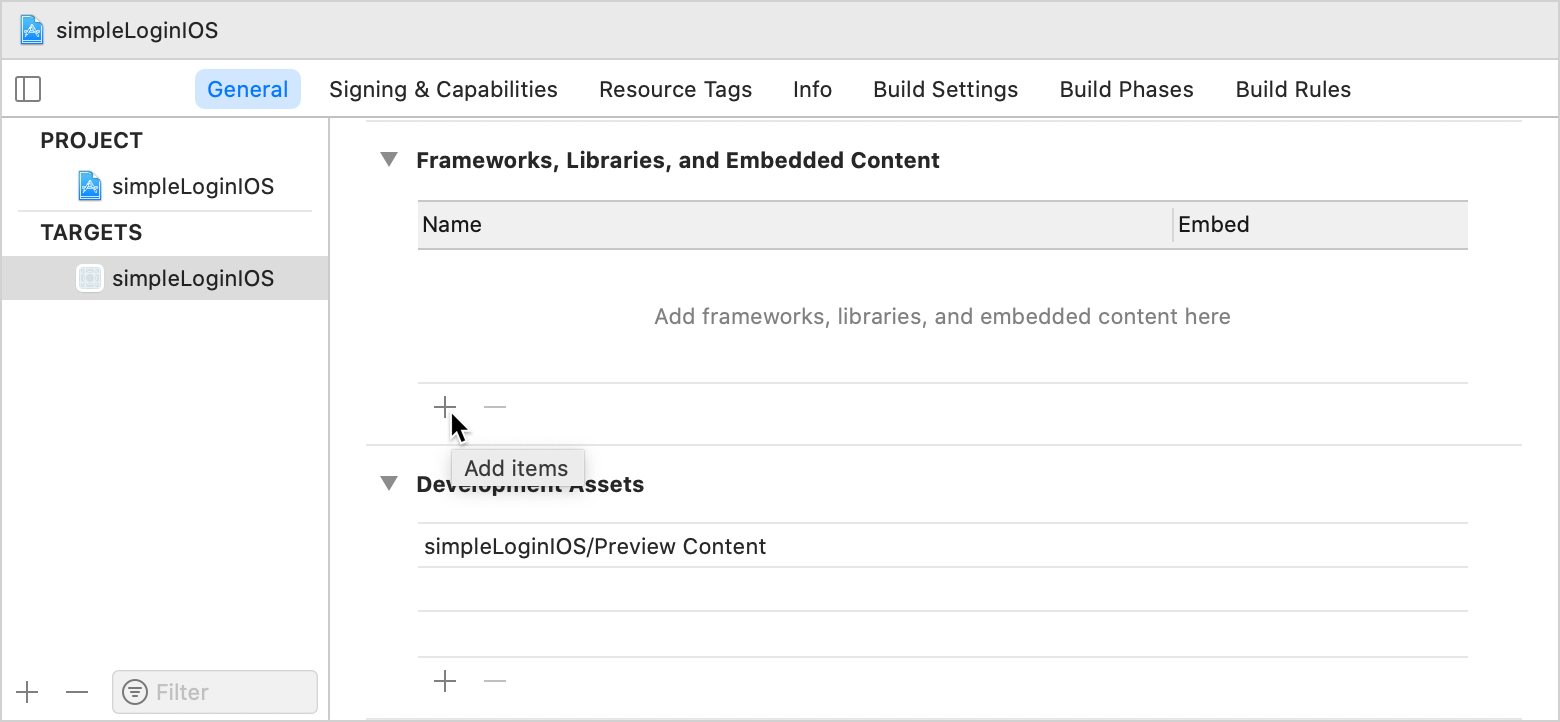 simpleLoginIOS
General Signing & Capabilities Resource Tags Info Build Settings Build Phases Build Rules
PROJECT
simpleLoginIOS
TARGETS
simpleLoginIOS
Filter
Frameworks, Libraries, and Embedded Content
Name Embed
Add frameworks, libraries, and embedded content here
Add items
Development Assets
simpleLoginIOS/Preview Content